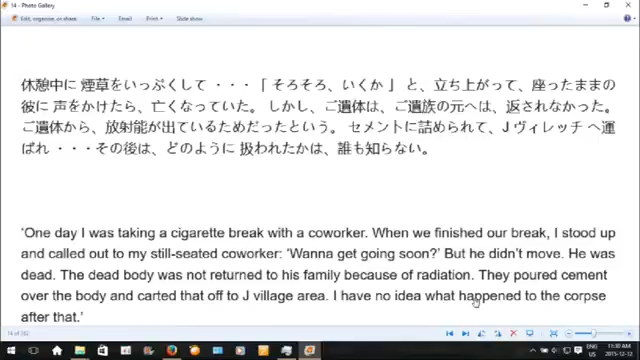 14 - Photo Gallery
Edit, organize, or share
File
Email
Print
Slide show
休憩中に 煙草をいっぷくして ・・・「 そろそろ、いくか 」 と、立ち上がって、座ったままの
彼に 声をかけたら、亡くなっていた。 しかし、ご遺体は、ご遺族の元へは、返されなかった。
ご遺体から、放射能が出ているためだったという。 セメントに詰められて、J ヴィレッヂ へ運
ばれ ・・・その後は、どのように 扱われたかは、誰も知らない。
‘One day I was taking a cigarette break with a coworker. When we finished our break, I stood up
and called out to my still-seated coworker: ‘Wanna get going soon?’ But he didn’t move. He was
dead. The dead body was not returned to his family because of radiation. They poured cement
over the body and carted that off to J village area. I have no idea what happened to the corpse
after that.’
14 of 262
ENG
11:30 AM
US
2015-12-13